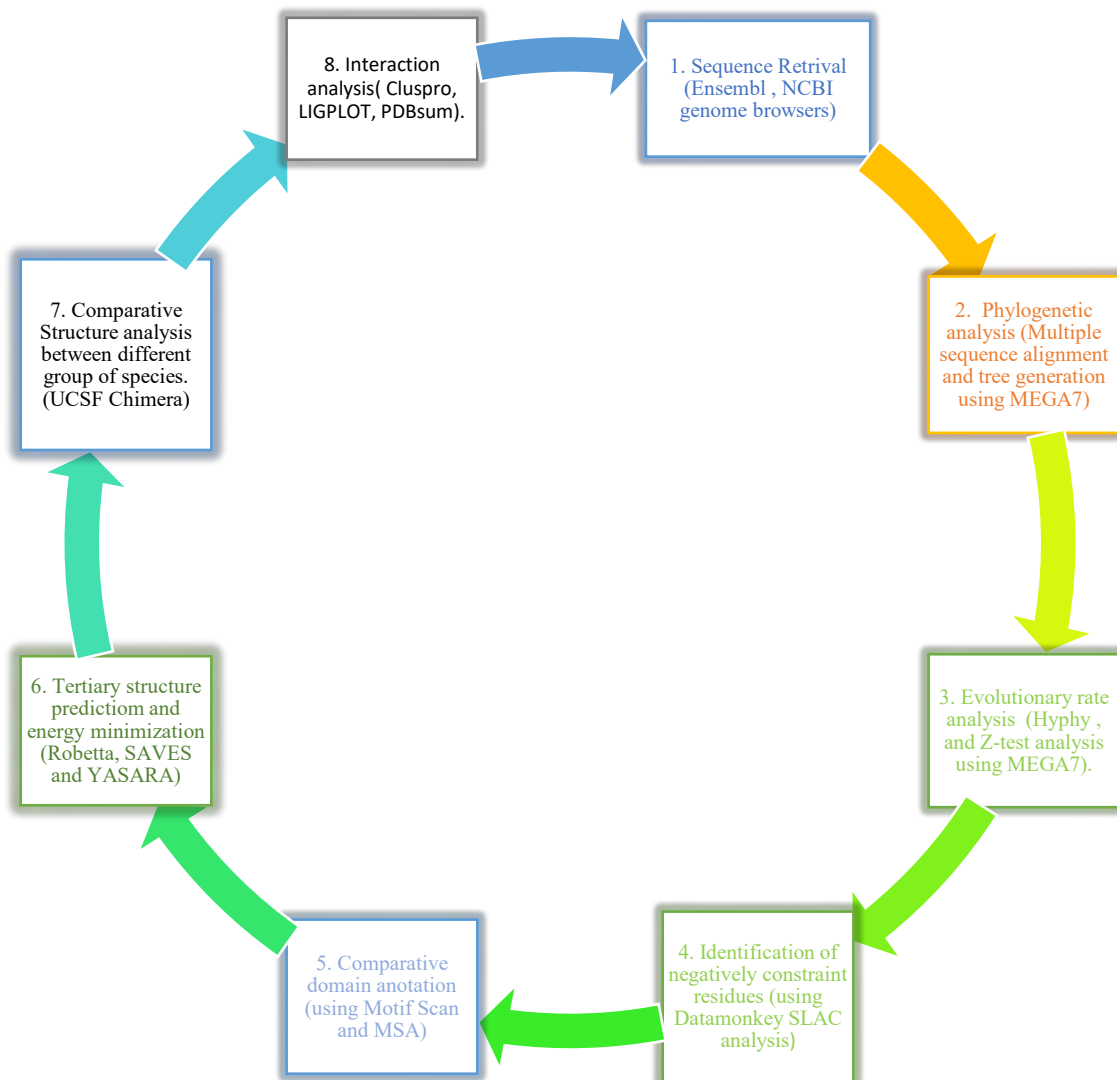 1. Sequence Retrival
(Ensembl , NCBI
genome browsers)
2.  Phylogenetic
analysis (Multiple
sequence alignment
and tree generation
using MEGA7)
3. Evolutionary rate
analysis  (Hyphy ,
and Z-test analysis
using MEGA7).
4. Identification of
negatively constraint
residues (using
Datamonkey SLAC
analysis)
5. Comparative
domain anotation
(using Motif Scan
and MSA)
6. Tertiary structure
predictiom and
energy minimization
(Robetta, SAVES
and YASARA)
7. Comparative
Structure analysis
between different
group of species.
(UCSF Chimera)
8. Interaction
analysis( Cluspro,
LIGPLOT, PDBsum).